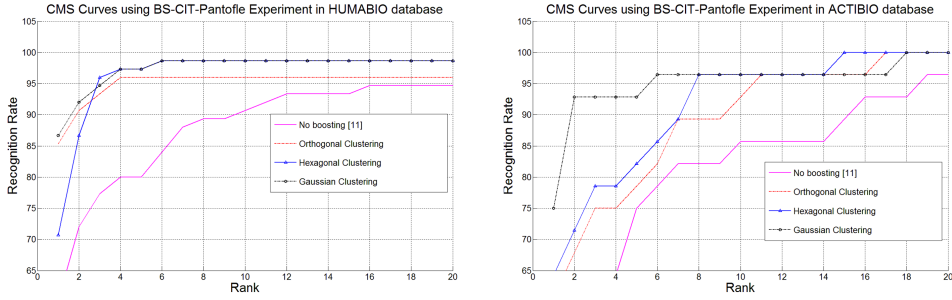 CMS Curves using BS-CIT-Pantofle Experiment in HUMABIO database
105
100
95
90
85
80
75
70
65
Recognition Rate
0 2 4 6 8 10 12 14 16 18 20
Rank
No boosting [11]
Orthogonal Clustering
Hexagonal Clustering
Gaussian Clustering
CMS Curves using BS-CIT-Pantofle Experiment in ACTIBIO database
105
100
95
90
85
80
75
70
65
Recognition Rate
0 2 4 6 8 10 12 14 16 18 20
Rank
No boosting [11]
Orthogonal Clustering
Hexagonal Clustering
Gaussian Clustering